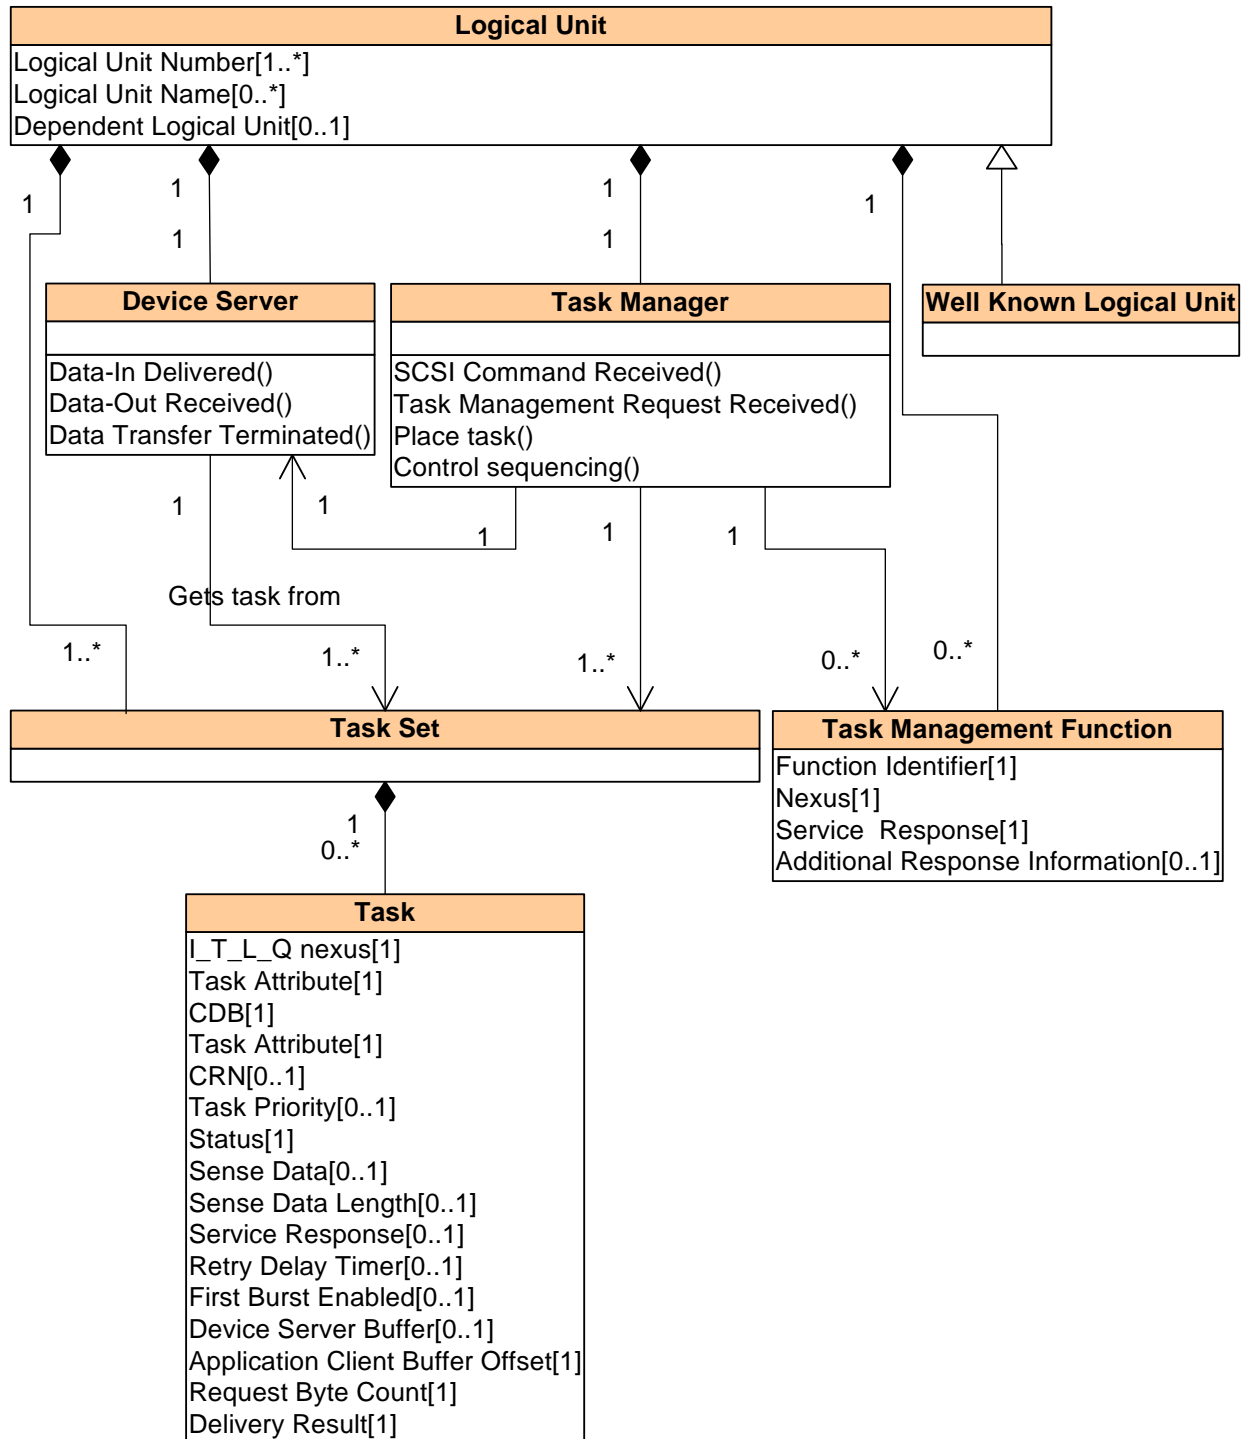 Logical Unit
Logical Unit Number[1..*]
Logical Unit Name[0..*]
Dependent Logical Unit[0..1]
1
1
1
1
1
1
Device Server
Data-In Delivered()
Data-Out Received()
Data Transfer Terminated()
Task Manager
SCSI Command Received()
Task Management Request Received()
Place task()
Control sequencing()
Well Known Logical Unit
1
1
1
1
1
Gets task from
1..*
1..*
1..*
0..*
0..*
Task Set
Task Management Function
Function Identifier[1]
Nexus[1]
Service  Response[1]
Additional Response Information[0..1]
1
0..*
Task
I_T_L_Q nexus[1]
Task Attribute[1]
CDB[1]
Task Attribute[1]
CRN[0..1]
Task Priority[0..1]
Status[1]
Sense Data[0..1]
Sense Data Length[0..1]
Service Response[0..1]
Retry Delay Timer[0..1]
First Burst Enabled[0..1]
Device Server Buffer[0..1]
Application Client Buffer Offset[1]
Request Byte Count[1]
Delivery Result[1]